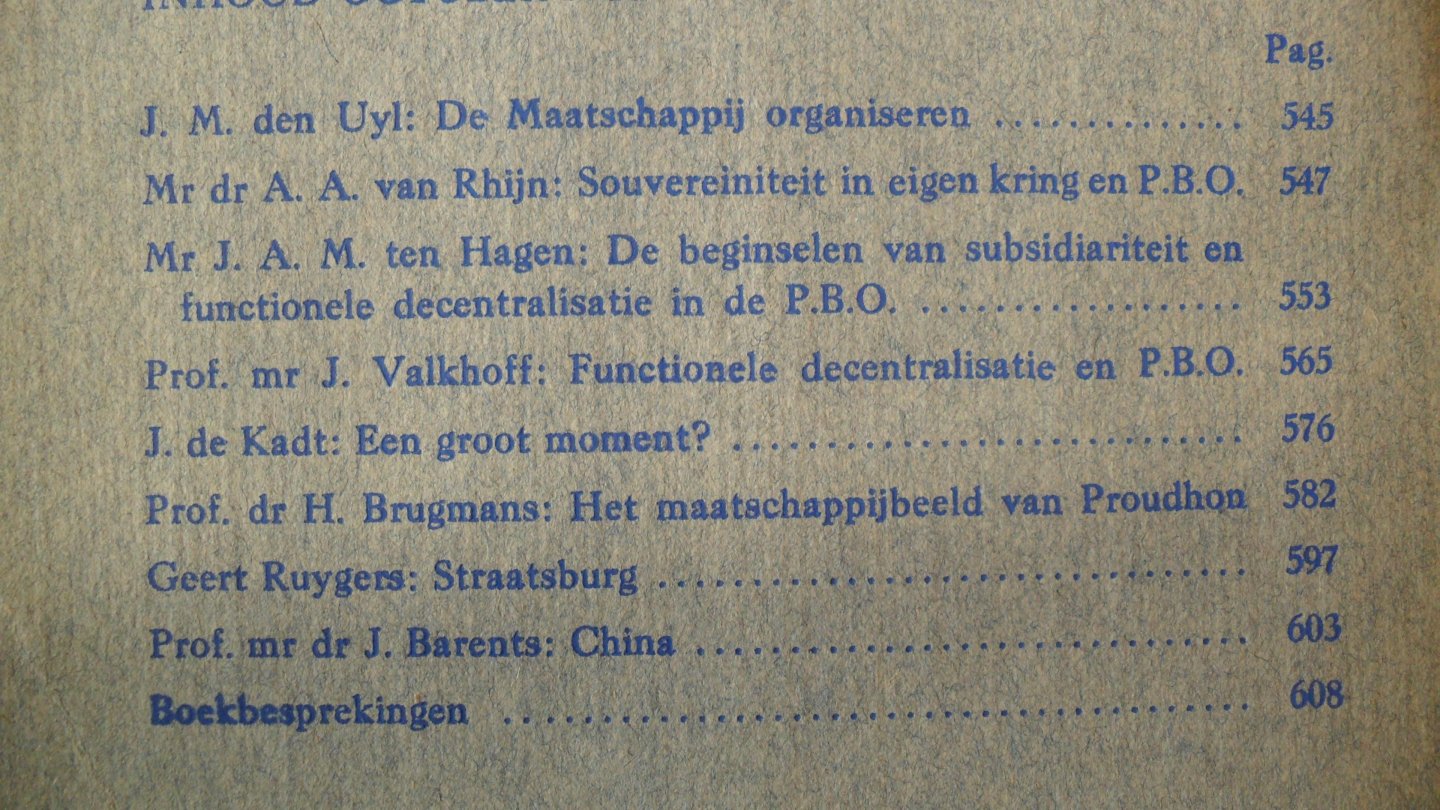 Pag.
J. M. den Uyl: De Maatschappij organiseren .............. 545
Mr dr A. A. van Rhijn: Souvereiniteit in eigen kring en P.B.O. 547
Mr J. A. M. ten Hagen: De beginselen van subsidiariteit en
functionele decentralisatie in de P.B.O. .................. 553
Prof. mr J. Valkhoff: Functionele decentralisatie en P.B.O. 565
J. de Kadt: Een groot moment? ............................ 576
Prof. dr H. Brugmans: Het maatschappijbeeld van Proudhon 582
Geert Ruygers: Straatsburg ................................ 597
Prof. mr dr J. Barents: China .............................. 603
Boekbesprekingen ........................................ 608